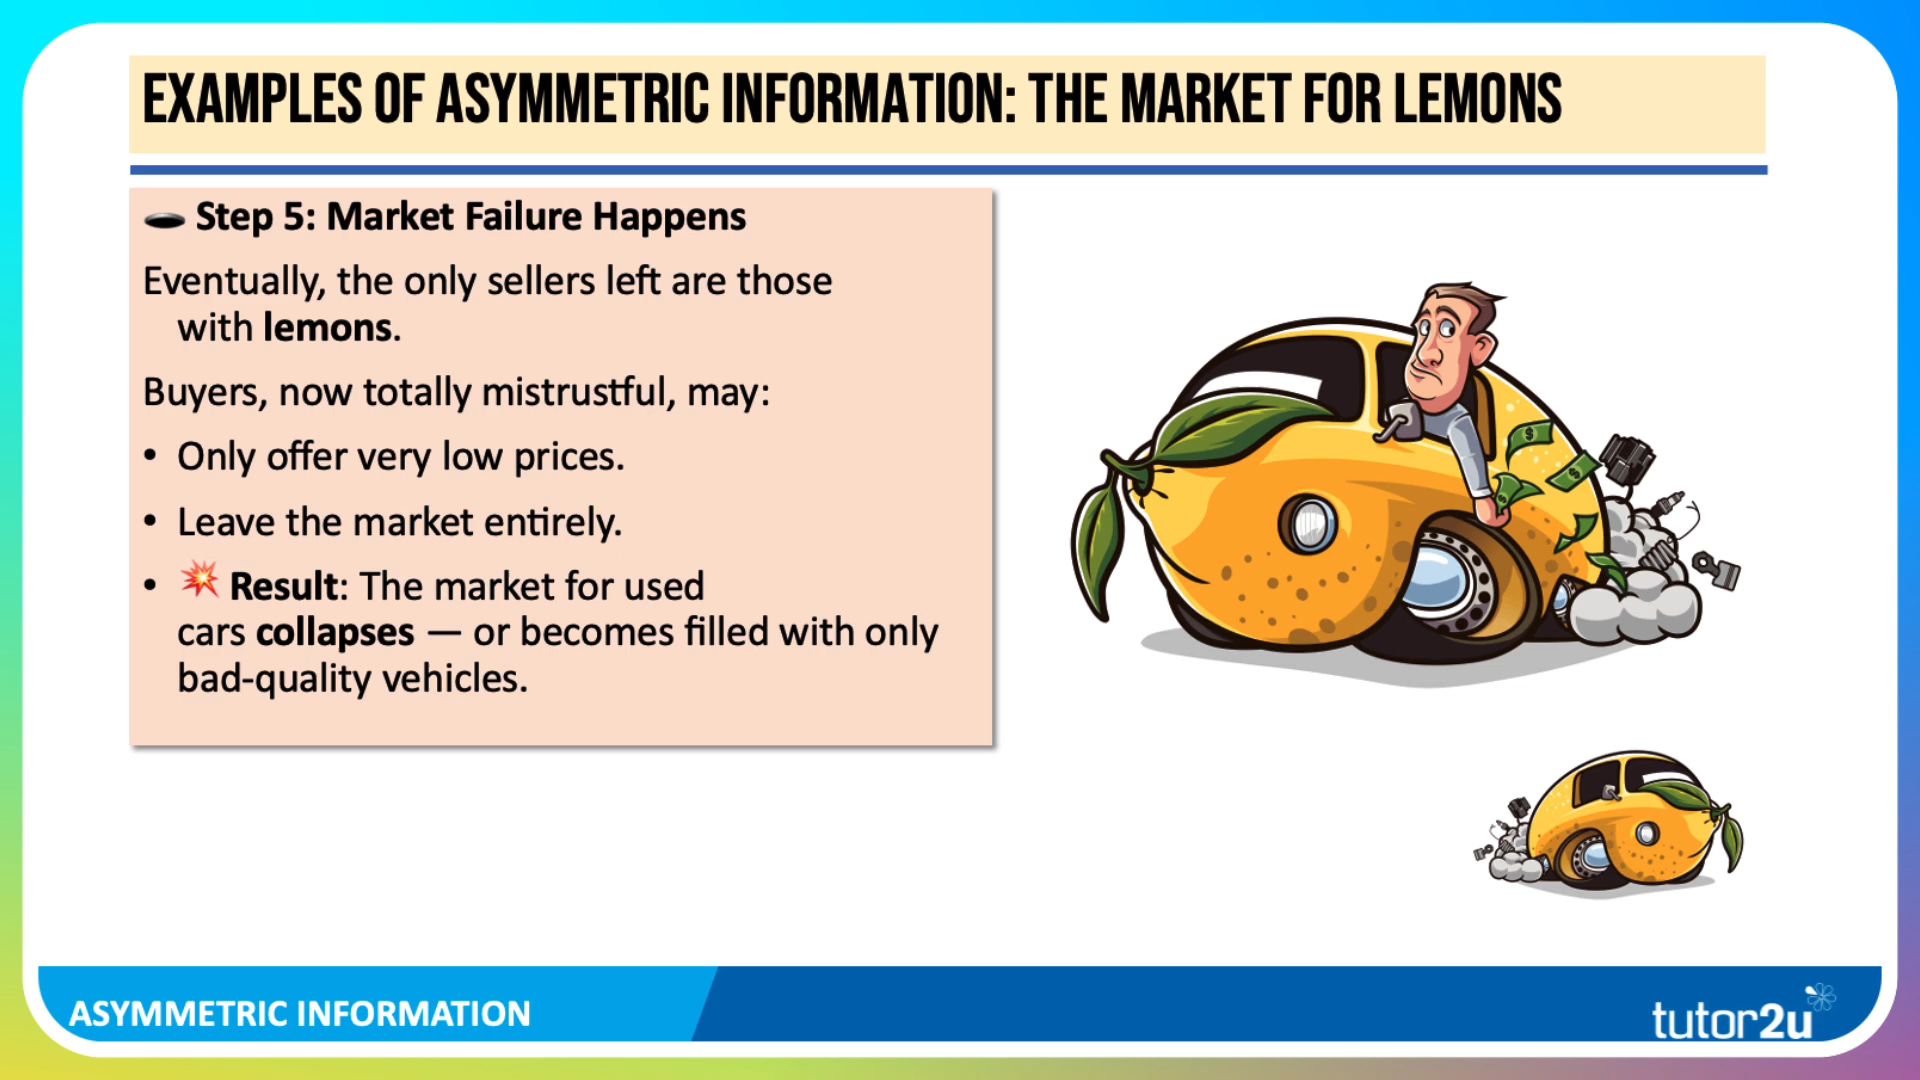 EXAMPLES OF ASYMMETRIC INFORMATION: THE MARKET FOR LEMONS
🕳️ Step 5: Market Failure Happens
Eventually, the only sellers left are those
with lemons.
Buyers, now totally mistrustful, may:
• Only offer very low prices.
• Leave the market entirely.
• 💥 Result: The market for used
cars collapses — or becomes filled with only
bad-quality vehicles.
$
$
$
ASYMMETRIC INFORMATION
tutor2u